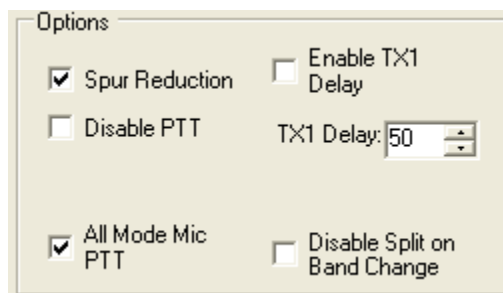 Options
Spur Reduction
Enable TX1
Delay
Disable PTT
TX1 Delay: 50
All Mode Mic
PTT
Disable Split on
Band Change